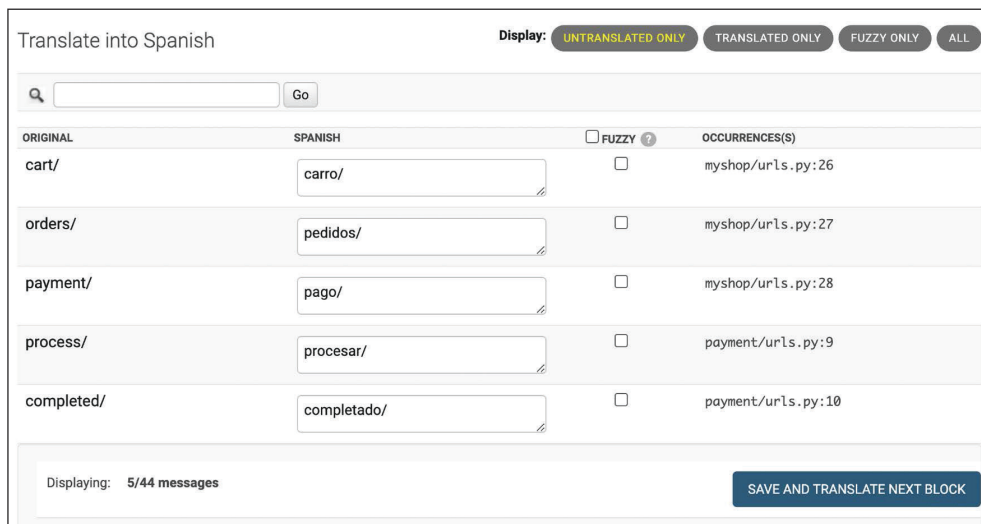 Translate into Spanish Display: UNTRANSLATED ONLY TRANSLATED ONLY FUZZY ONLY ALL
Go
ORIGINAL SPANISH FUZZY ? OCCURRENCES(S)
cart/ carro/ myshop/urls.py:26
orders/ pedidos/ myshop/urls.py:27
payment/ pago/ myshop/urls.py:28
process/ procesar/ payment/urls.py:9
completed/ completado/ payment/urls.py:10
Displaying: 5/44 messages SAVE AND TRANSLATE NEXT BLOCK